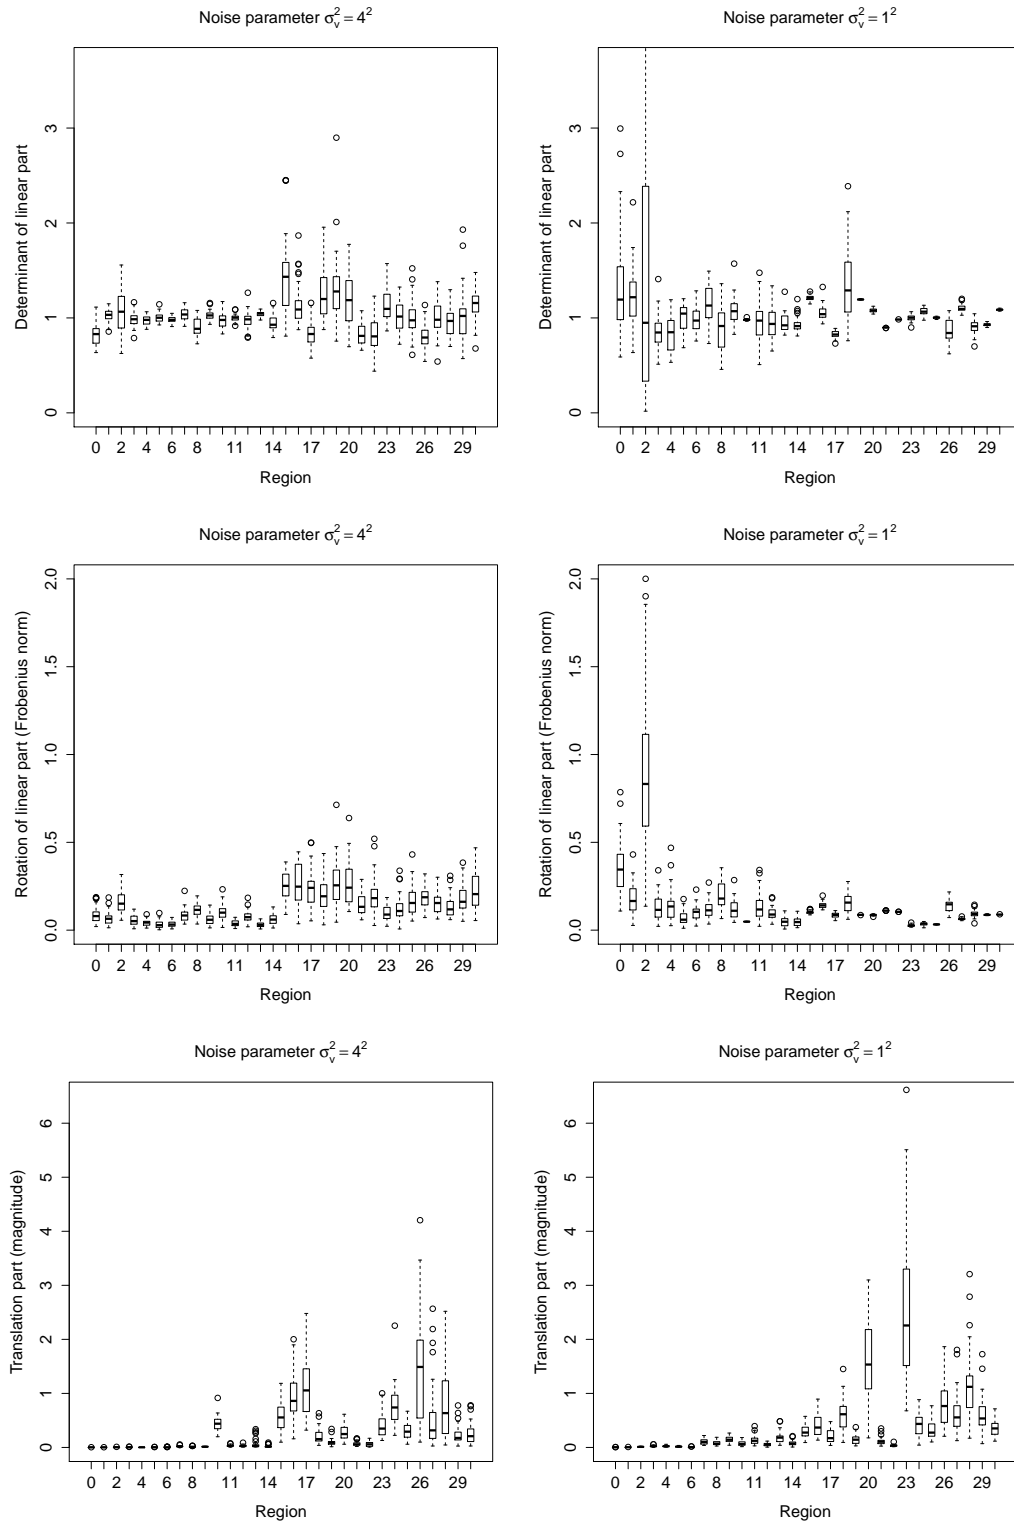 Noise parameter σ_v^2 = 4^2
Determinant of linear part
3
2
1
0
0 2 4 6 8 11 14 17 20 23 26 29
Region
Noise parameter σ_v^2 = 1^2
Determinant of linear part
3
2
1
0
0 2 4 6 8 11 14 17 20 23 26 29
Region
Noise parameter σ_v^2 = 4^2
Rotation of linear part (Frobenius norm)
2.0
1.5
1.0
0.5
0.0
0 2 4 6 8 11 14 17 20 23 26 29
Region
Noise parameter σ_v^2 = 1^2
Rotation of linear part (Frobenius norm)
2.0
1.5
1.0
0.5
0.0
0 2 4 6 8 11 14 17 20 23 26 29
Region
Noise parameter σ_v^2 = 4^2
Translation part (magnitude)
6
5
4
3
2
1
0
0 2 4 6 8 11 14 17 20 23 26 29
Region
Noise parameter σ_v^2 = 1^2
Translation part (magnitude)
6
5
4
3
2
1
0
0 2 4 6 8 11 14 17 20 23 26 29
Region